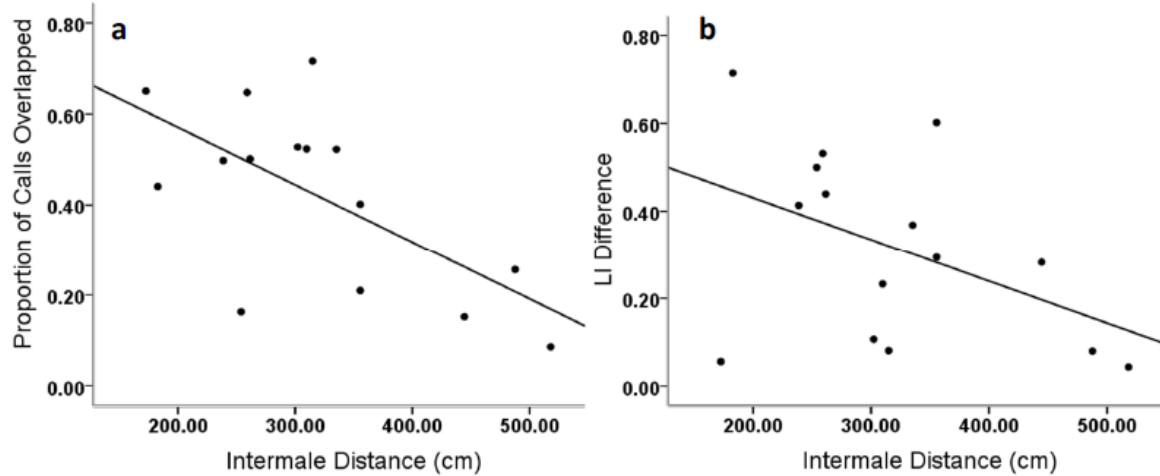 a
0.80
0.60
0.40
0.20
0.00
Proportion of Calls Overlapped
200.00 300.00 400.00 500.00
Intermale Distance (cm)
b
0.80
0.60
0.40
0.20
0.00
LI Difference
200.00 300.00 400.00 500.00
Intermale Distance (cm)